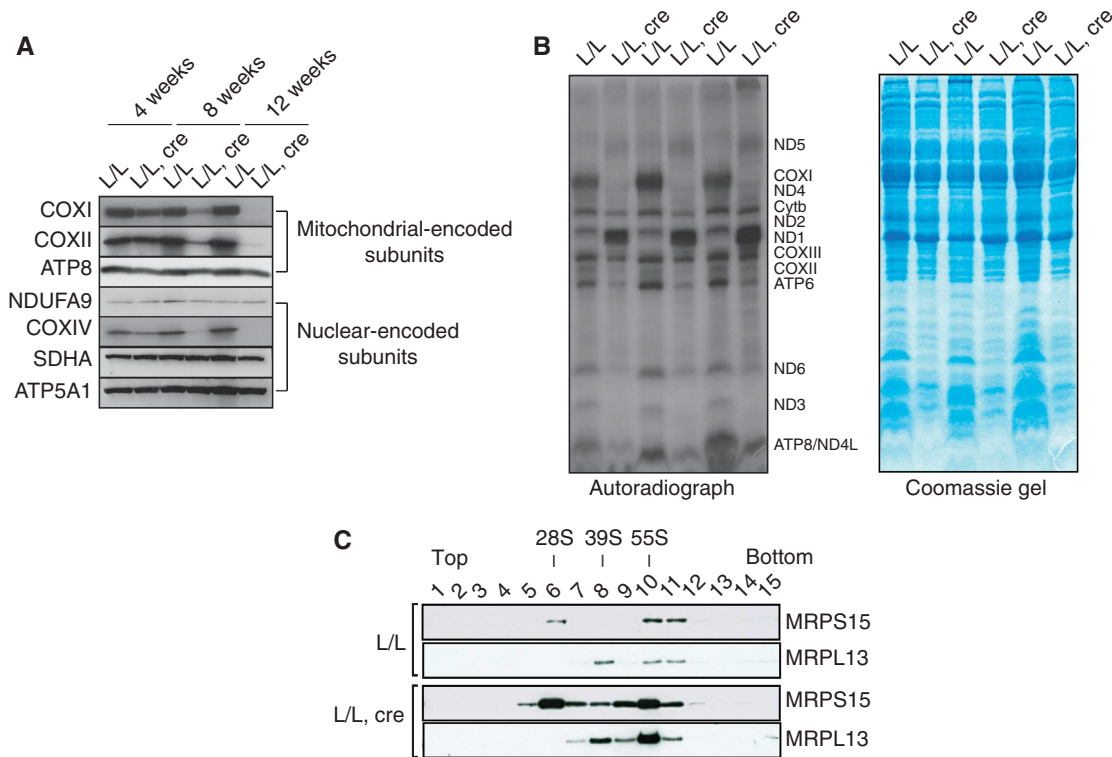 A
4 weeks 8 weeks 12 weeks
L/L L/L, cre L/L L/L, cre L/L L/L, cre
COXI
COXII
ATP8
NDUFA9
COXIV
SDHA
ATP5A1
Mitochondrial-encoded
subunits
Nuclear-encoded
subunits
B
L/L L/L, cre L/L L/L, cre L/L L/L, cre
ND5
COXI
ND4
Cytb
ND2
ND1
COXIII
COXII
ATP6
ND6
ND3
ATP8/ND4L
Autoradiograph
L/L L/L, cre L/L L/L, cre L/L L/L, cre
Coomassie gel
C
28S 39S 55S
Top Bottom
1 2 3 4 5 6 7 8 9 10 11 12 13 14 15
L/L
MRPS15
MRPL13
L/L, cre
MRPS15
MRPL13